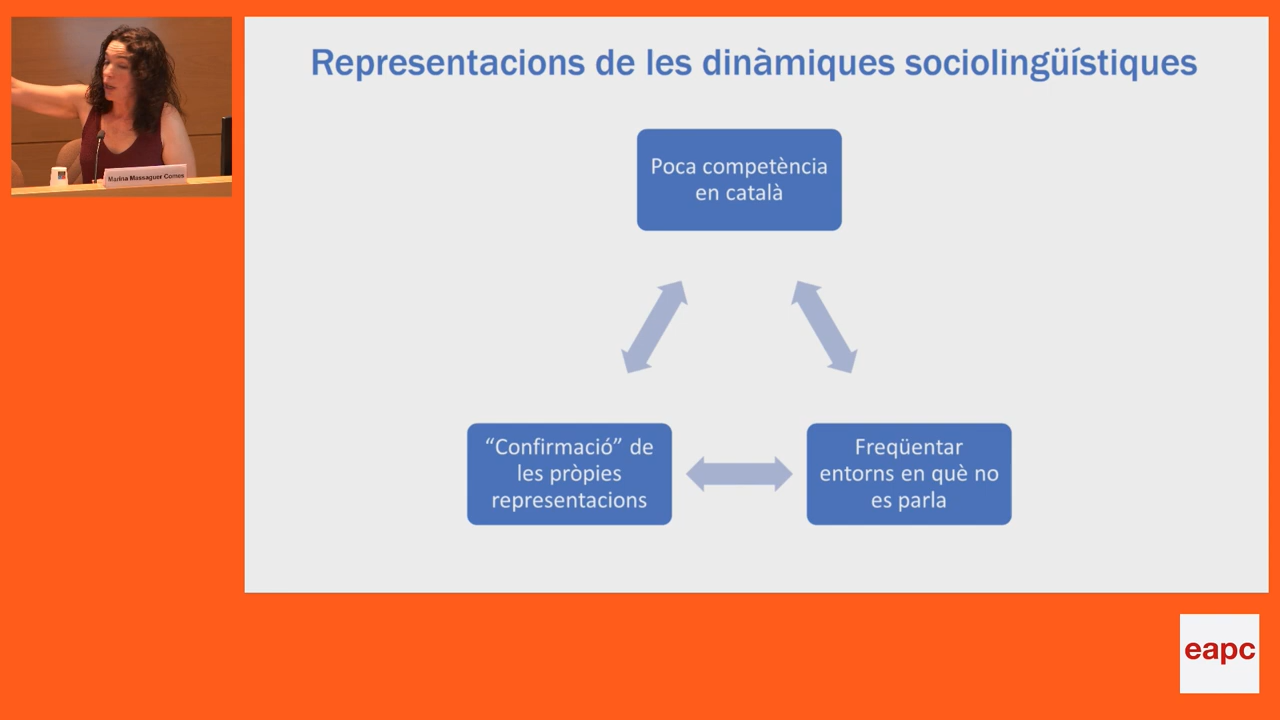 Representacions de les dinàmiques sociolingüístiques
Poca competència
en català
“Confirmació” de
les pròpies
representacions
Freqüentar
entorns en què no
es parla
Marina Massaguer Comes
eapc